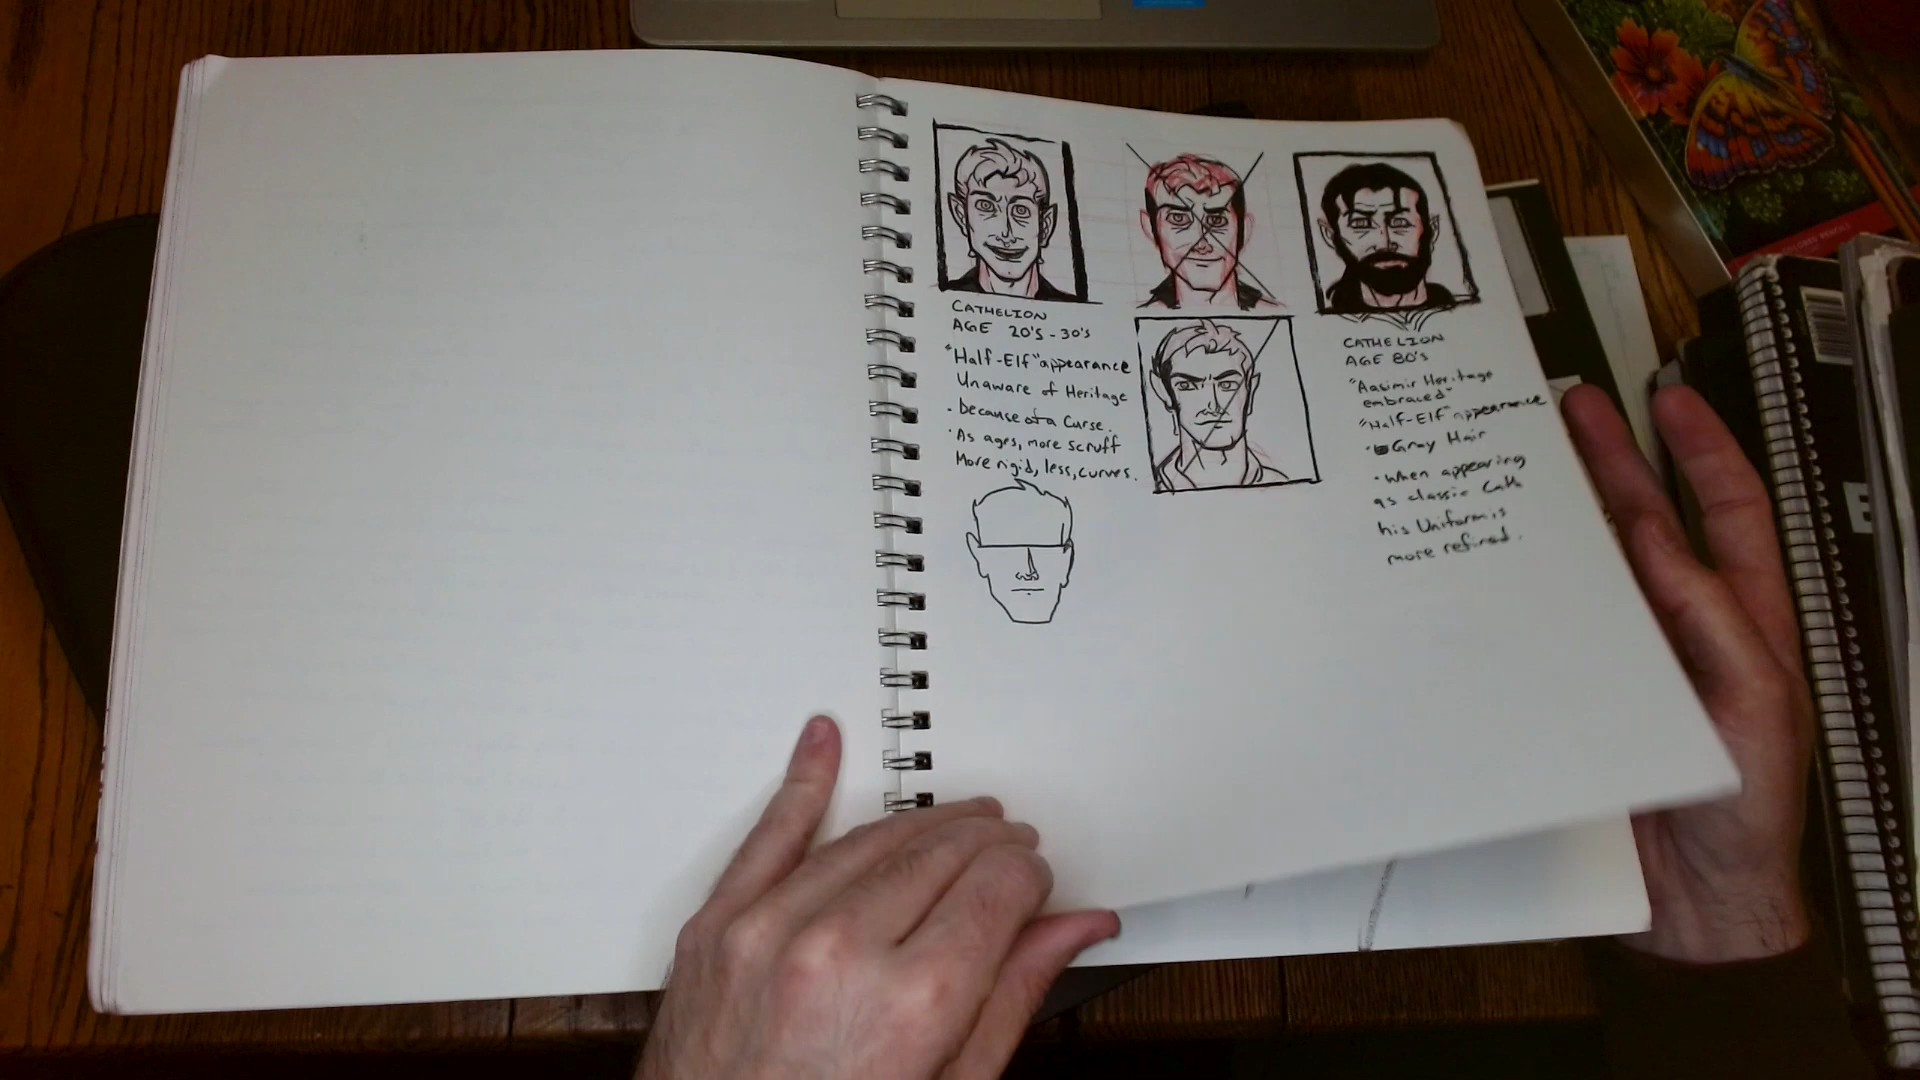 CATHELION
AGE 20's - 30's
"Half-Elf" appearance
Unaware of Heritage
• because of a Curse.
• As ages, more scruff
More rigid, less, curves.
CATHELION
AGE 80's
"Aasimir Heritage
embraced"
"Half-Elf" appearance
• Gray Hair
• when appearing
as classic Cath
his Uniform is
more refined.